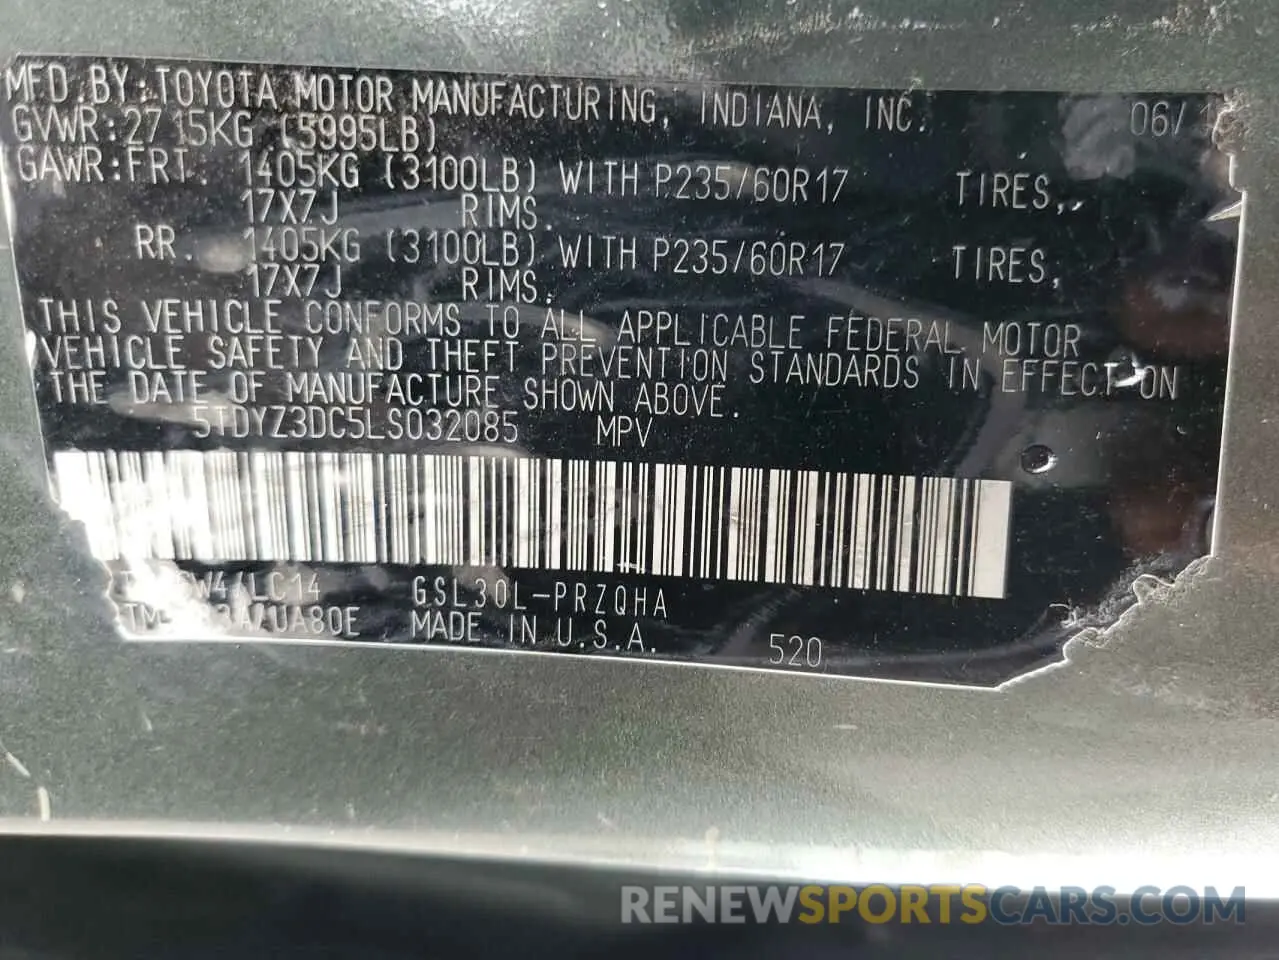 MFD.BY:TOYOTA MOTOR MANUFACTURING, INDIANA, INC. 06/
GVWR:2715KG (5995LB)
GAWR:FRT. 1405KG (3100LB) WITH P235/60R17 TIRES,
17X7J RIMS.
RR. 1405KG (3100LB) WITH P235/60R17 TIRES,
17X7J RIMS.
THIS VEHICLE CONFORMS TO ALL APPLICABLE FEDERAL MOTOR
VEHICLE SAFETY AND THEFT PREVENTION STANDARDS IN EFFECT ON
THE DATE OF MANUFACTURE SHOWN ABOVE.
5TDYZ3DC5LS032085 MPV
LC14 GSL30L-PRZQHA
UA80E MADE IN U.S.A. 520
RENEWSPORTSCARS.COM